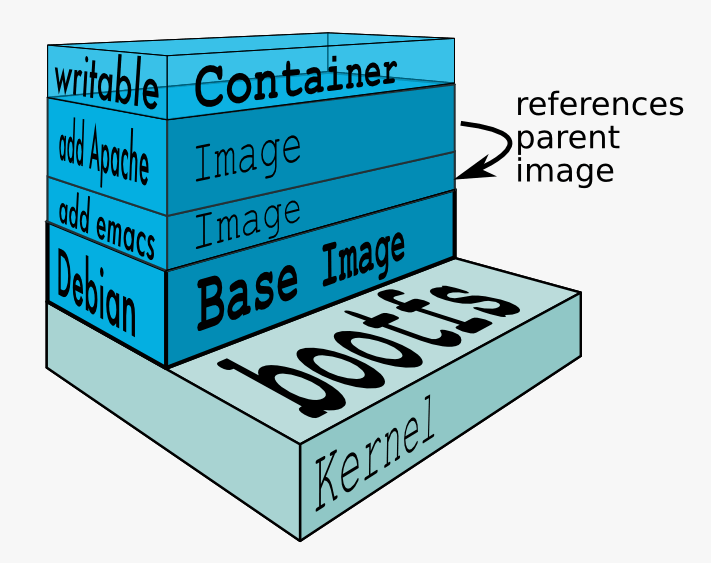 writable Container
add Apache Image
add emacs Image
Debian Base Image
references
parent
image
bootfs
Kernel